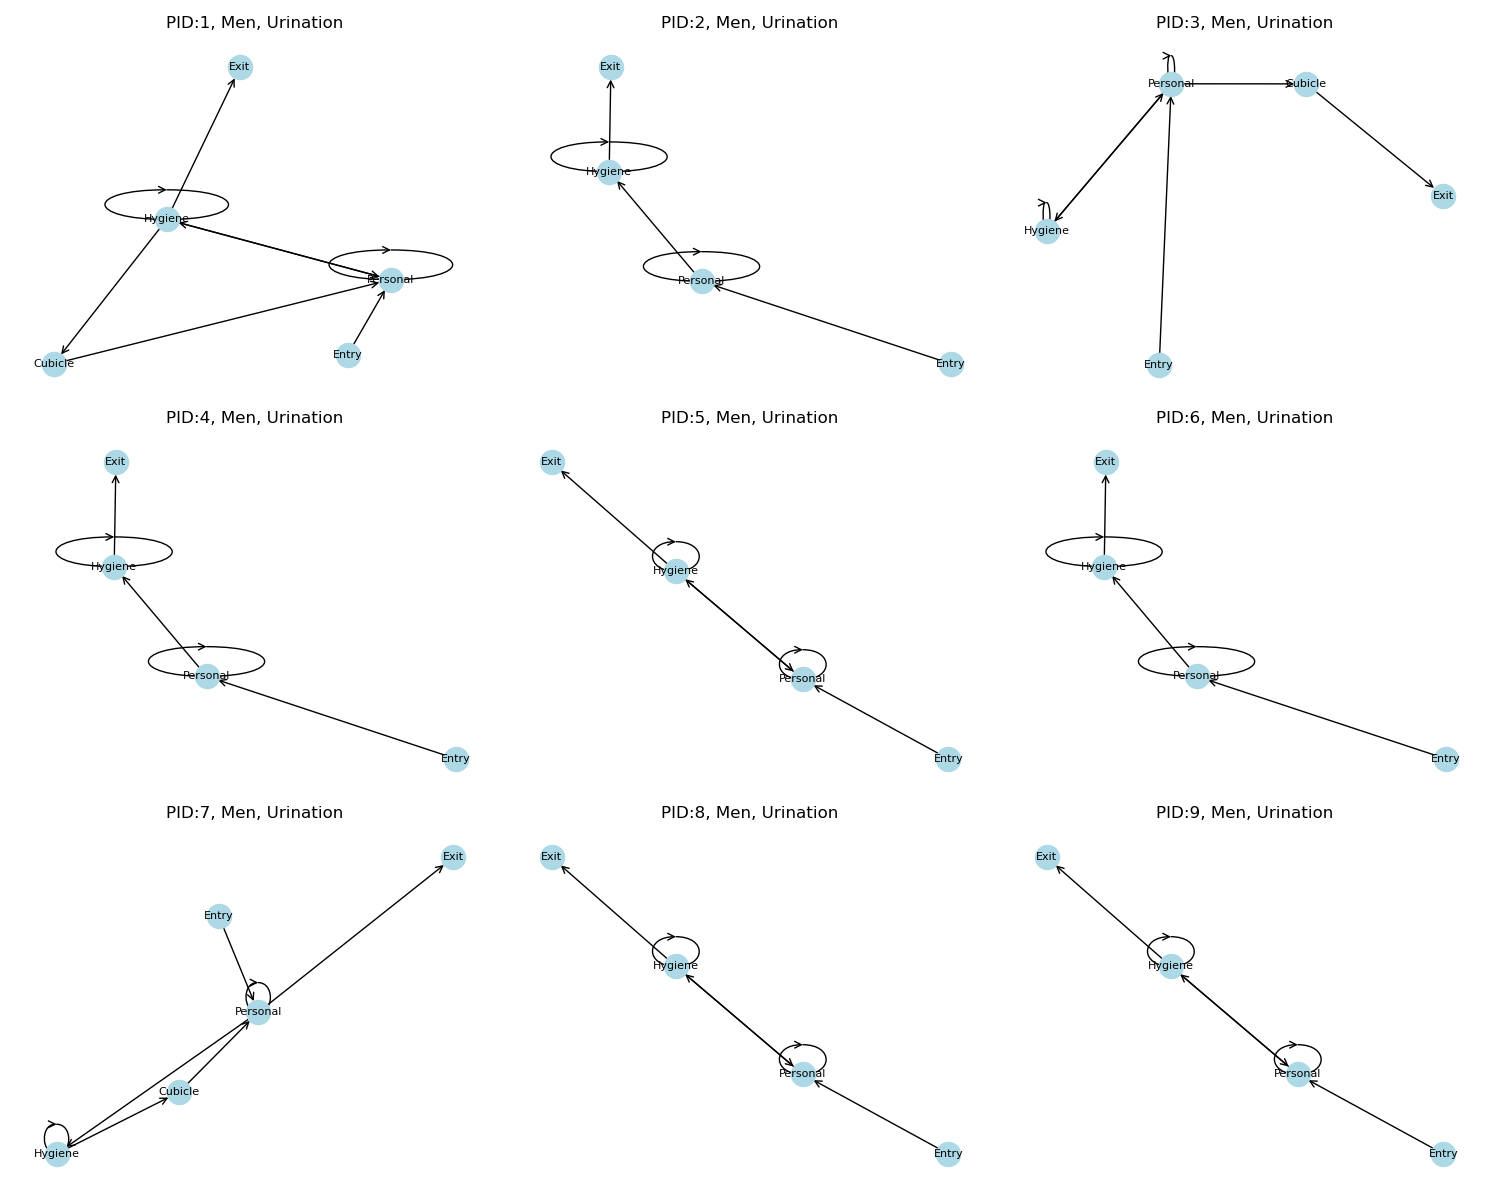 PID:1, Men, Urination
PID:2, Men, Urination
PID:3, Men, Urination
Exit
Hygiene
Personal
Entry
Cubicle
Exit
Hygiene
Personal
Entry
Personal
Cubicle
Exit
Hygiene
Entry
PID:4, Men, Urination
PID:5, Men, Urination
PID:6, Men, Urination
Exit
Hygiene
Personal
Entry
Exit
Hygiene
Personal
Entry
Exit
Hygiene
Personal
Entry
PID:7, Men, Urination
PID:8, Men, Urination
PID:9, Men, Urination
Exit
Entry
Personal
Cubicle
Hygiene
Exit
Hygiene
Personal
Entry
Exit
Hygiene
Personal
Entry